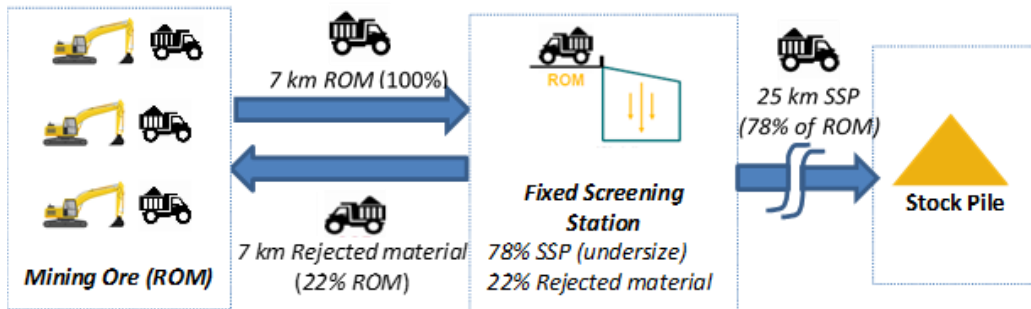 7 km ROM (100%)
7 km Rejected material
(22% ROM)
Mining Ore (ROM)
ROM
Fixed Screening
Station
78% SSP (undersize)
22% Rejected material
25 km SSP
(78% of ROM)
Stock Pile